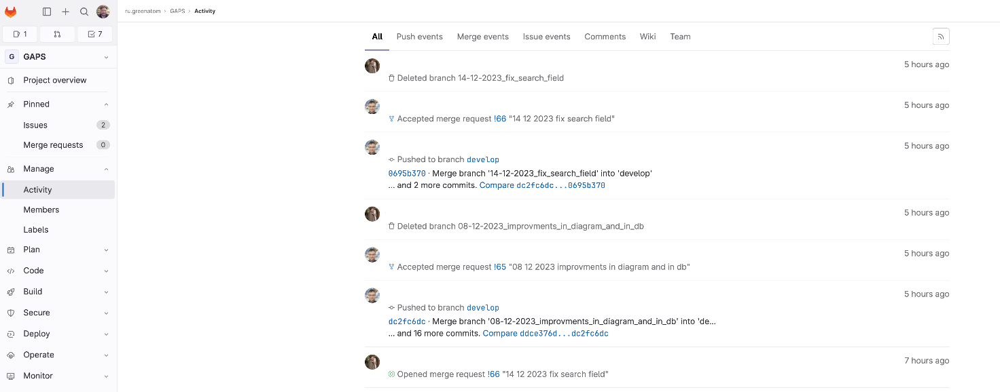 ru.greenatom › GAPS › Activity
1
7
G GAPS
Project overview
Pinned
Issues 2
Merge requests 0
Manage
Activity
Members
Labels
Plan
Code
Build
Secure
Deploy
Operate
Monitor
All Push events Merge events Issue events Comments Wiki Team
5 hours ago
Deleted branch 14-12-2023_fix_search_field
5 hours ago
Accepted merge request !66 "14 12 2023 fix search field"
5 hours ago
Pushed to branch develop
0695b370 · Merge branch '14-12-2023_fix_search_field' into 'develop'
... and 2 more commits. Compare dc2fc6dc...0695b370
5 hours ago
Deleted branch 08-12-2023_improvments_in_diagram_and_in_db
5 hours ago
Accepted merge request !65 "08 12 2023 improvments in diagram and in db"
5 hours ago
Pushed to branch develop
dc2fc6dc · Merge branch '08-12-2023_improvments_in_diagram_and_in_db' into 'de...
... and 16 more commits. Compare ddce376d...dc2fc6dc
7 hours ago
Opened merge request !66 "14 12 2023 fix search field"